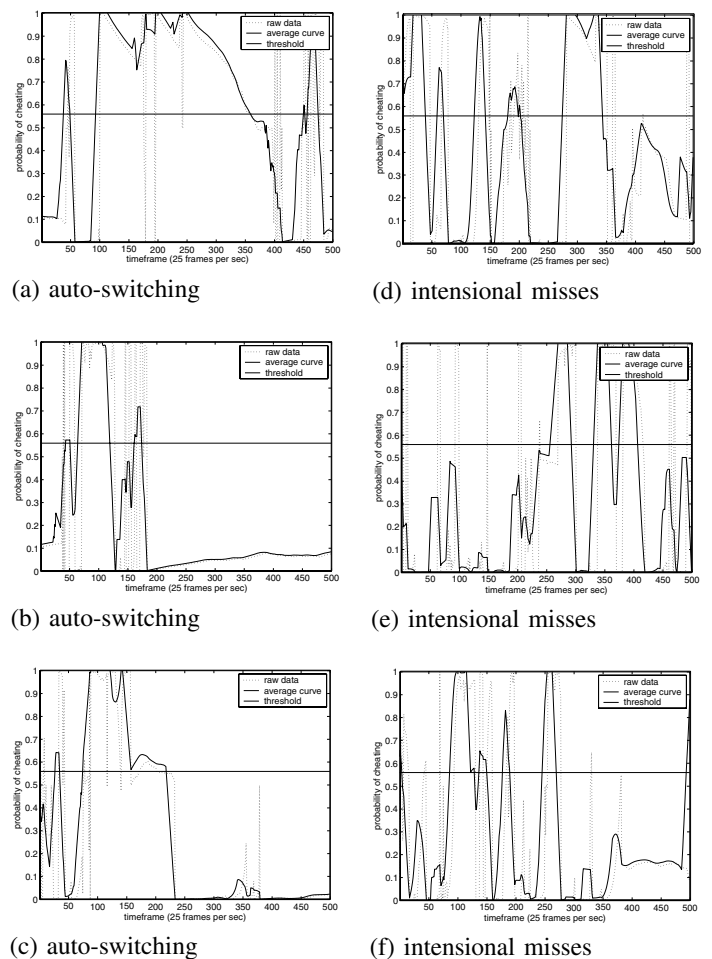 1
0.9
0.8
0.7
0.6
0.5
0.4
0.3
0.2
0.1
0
probability of cheating
raw data
average curve
threshold
50 100 150 200 250 300 350 400 450 500
timeframe (25 frames per sec)
(a) auto-switching
1
0.9
0.8
0.7
0.6
0.5
0.4
0.3
0.2
0.1
0
probability of cheating
raw data
average curve
threshold
50 100 150 200 250 300 350 400 450 500
timeframe (25 frames per sec)
(d) intensional misses
1
0.9
0.8
0.7
0.6
0.5
0.4
0.3
0.2
0.1
0
probability of cheating
raw data
average curve
threshold
50 100 150 200 250 300 350 400 450 500
timeframe (25 frames per sec)
(b) auto-switching
1
0.9
0.8
0.7
0.6
0.5
0.4
0.3
0.2
0.1
0
probability of cheating
raw data
average curve
threshold
50 100 150 200 250 300 350 400 450 500
timeframe (25 frames per sec)
(e) intensional misses
1
0.9
0.8
0.7
0.6
0.5
0.4
0.3
0.2
0.1
0
probability of cheating
raw data
average curve
threshold
50 100 150 200 250 300 350 400 450 500
timeframe (25 frames per sec)
(c) auto-switching
1
0.9
0.8
0.7
0.6
0.5
0.4
0.3
0.2
0.1
0
probability of cheating
raw data
average curve
threshold
50 100 150 200 250 300 350 400 450 500
timeframe (25 frames per sec)
(f) intensional misses